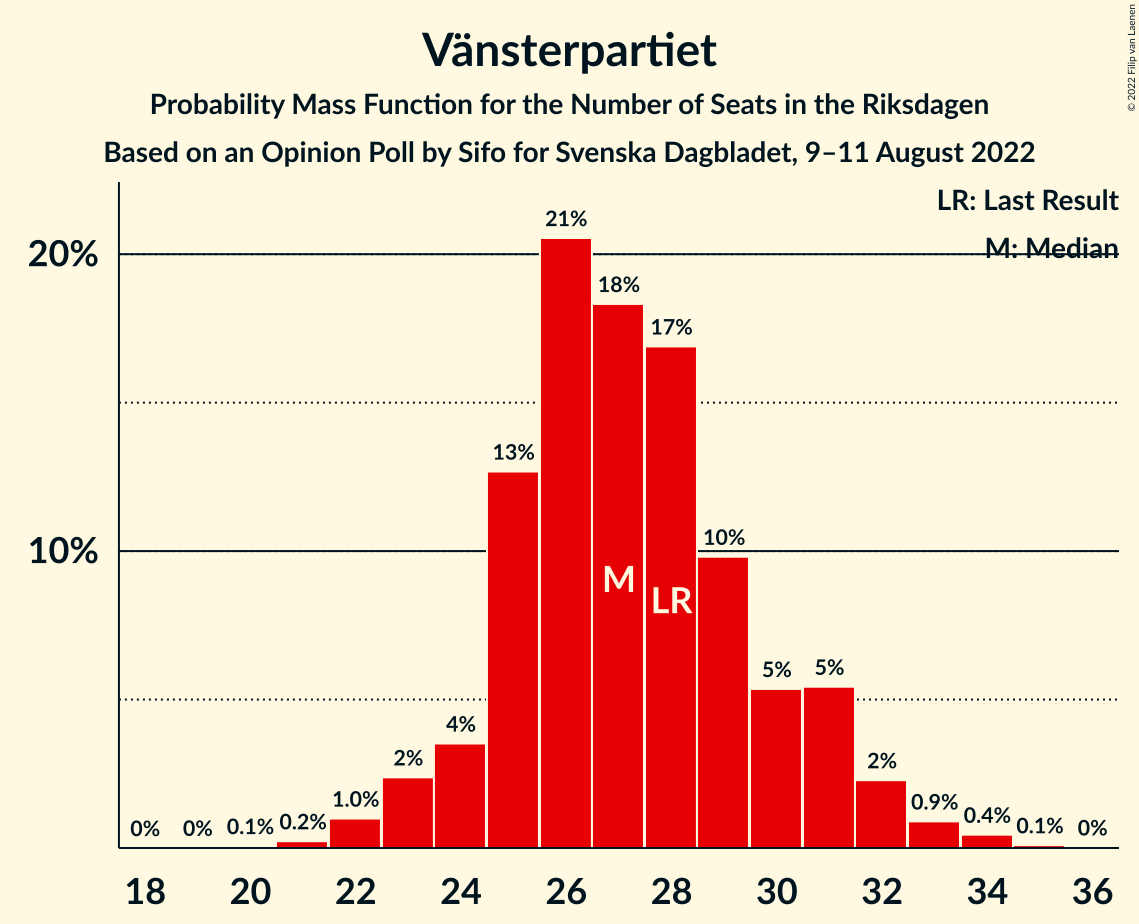 Vänsterpartiet
Probability Mass Function for the Number of Seats in the Riksdagen
Based on an Opinion Poll by Sifo for Svenska Dagbladet, 9–11 August 2022
© 2022 Filip van Laenen
LR: Last Result
M: Median
20%
10%
0% 0% 0.1% 0.2% 1.0% 2% 4% 13% 21% 18% 17% 10% 5% 5% 2% 0.9% 0.4% 0.1% 0%
M LR
18 20 22 24 26 28 30 32 34 36